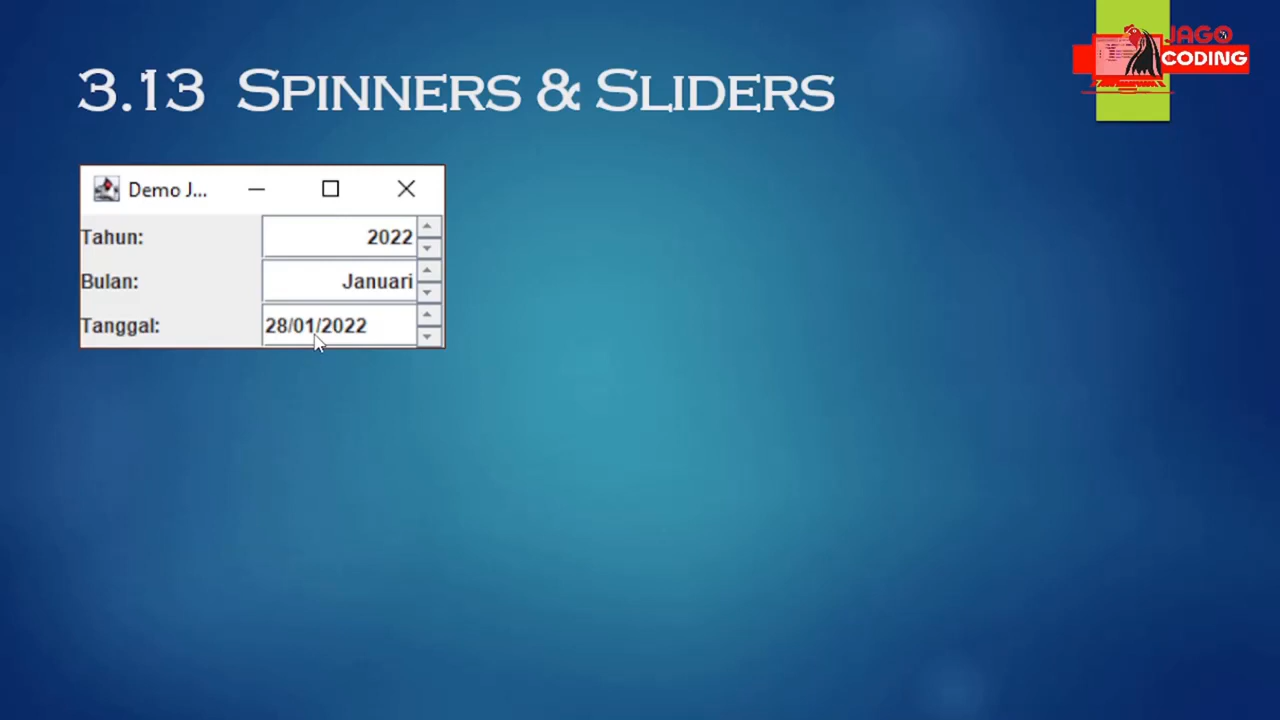 3.13 SPINNERS & SLIDERS
JAGO
CODING
Demo J...
Tahun: 2022
Bulan: Januari
Tanggal: 28/01/2022